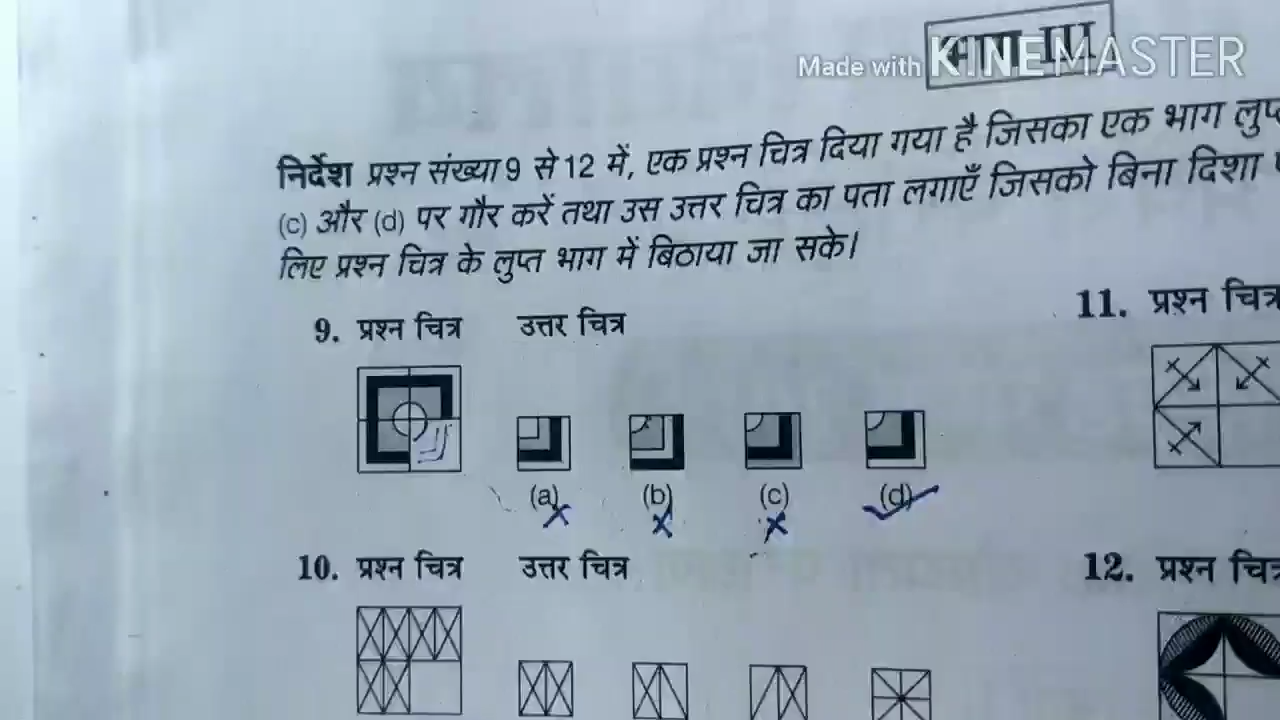 भाग III
Made with KINEMASTER
निर्देश प्रश्न संख्या 9 से 12 में, एक प्रश्न चित्र दिया गया है जिसका एक भाग
(c) और (d) पर गौर करें तथा उस उत्तर चित्र का पता लगाएँ जिसको बिना दिशा
लिए प्रश्न चित्र के लुप्त भाग में बिठाया जा सके।
9. प्रश्न चित्र उत्तर चित्र
(a) (b) (c) (d)
10. प्रश्न चित्र उत्तर चित्र
11. प्रश्न चित्र
12. प्रश्न चित्र